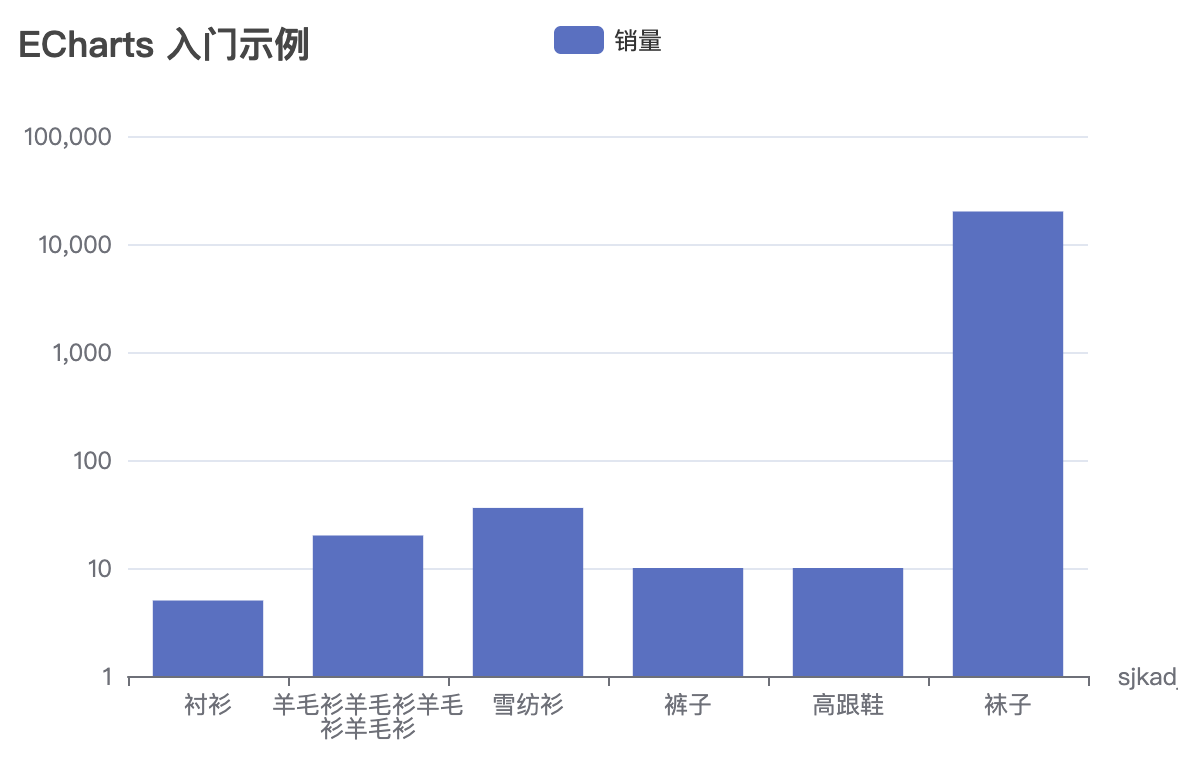 ECharts 入门示例
销量
100,000
10,000
1,000
100
10
1
衬衫
羊毛衫羊毛衫羊毛
衫羊毛衫
雪纺衫
裤子
高跟鞋
袜子
sjkad